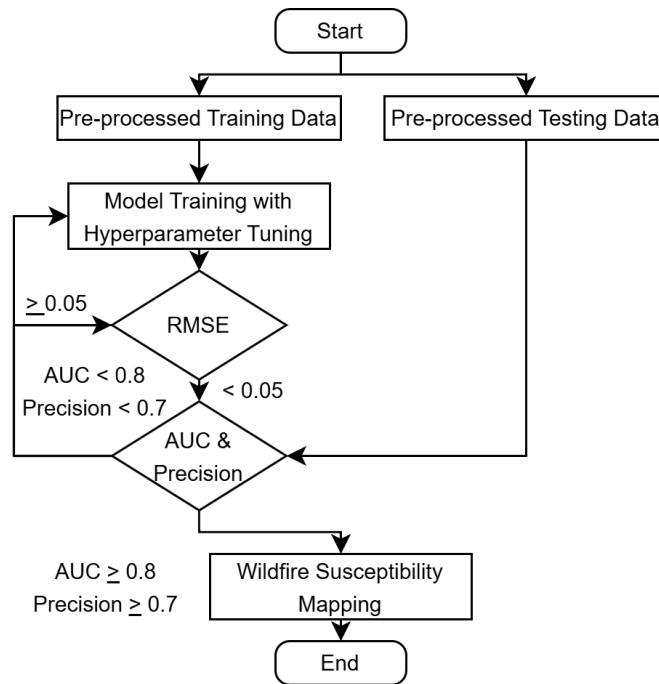 Start
Pre-processed Training Data
Pre-processed Testing Data
Model Training with
Hyperparameter Tuning
≥ 0.05
RMSE
AUC < 0.8
Precision < 0.7
< 0.05
AUC &
Precision
AUC ≥ 0.8
Precision ≥ 0.7
Wildfire Susceptibility
Mapping
End